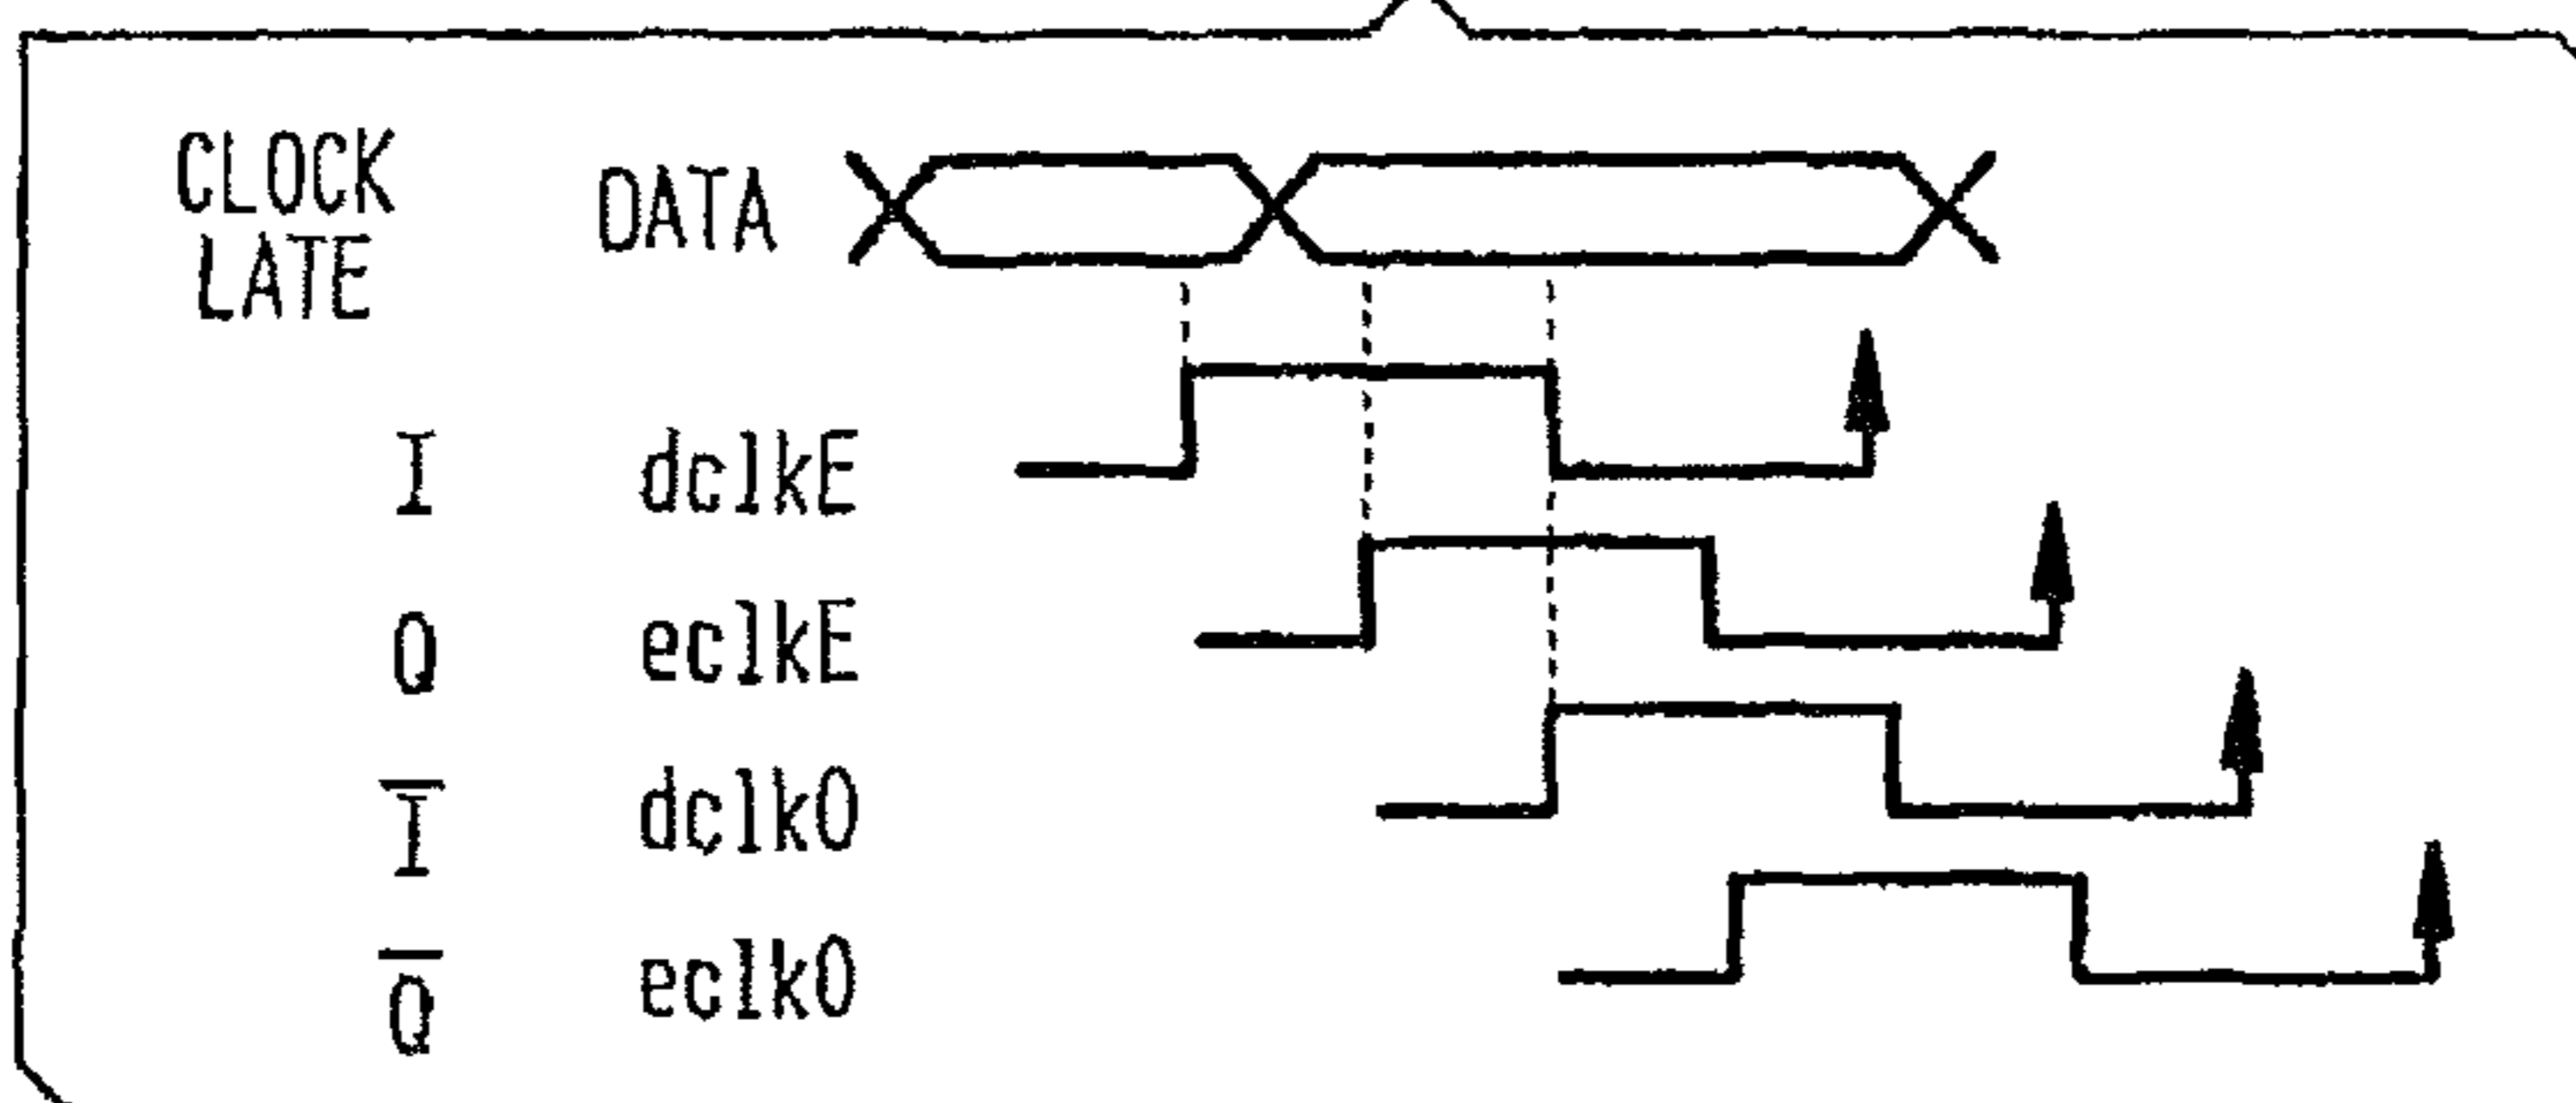 CLOCK
LATE
DATA
I dclkE
Q eclkE
I̅ dclkO
Q̅ eclkO